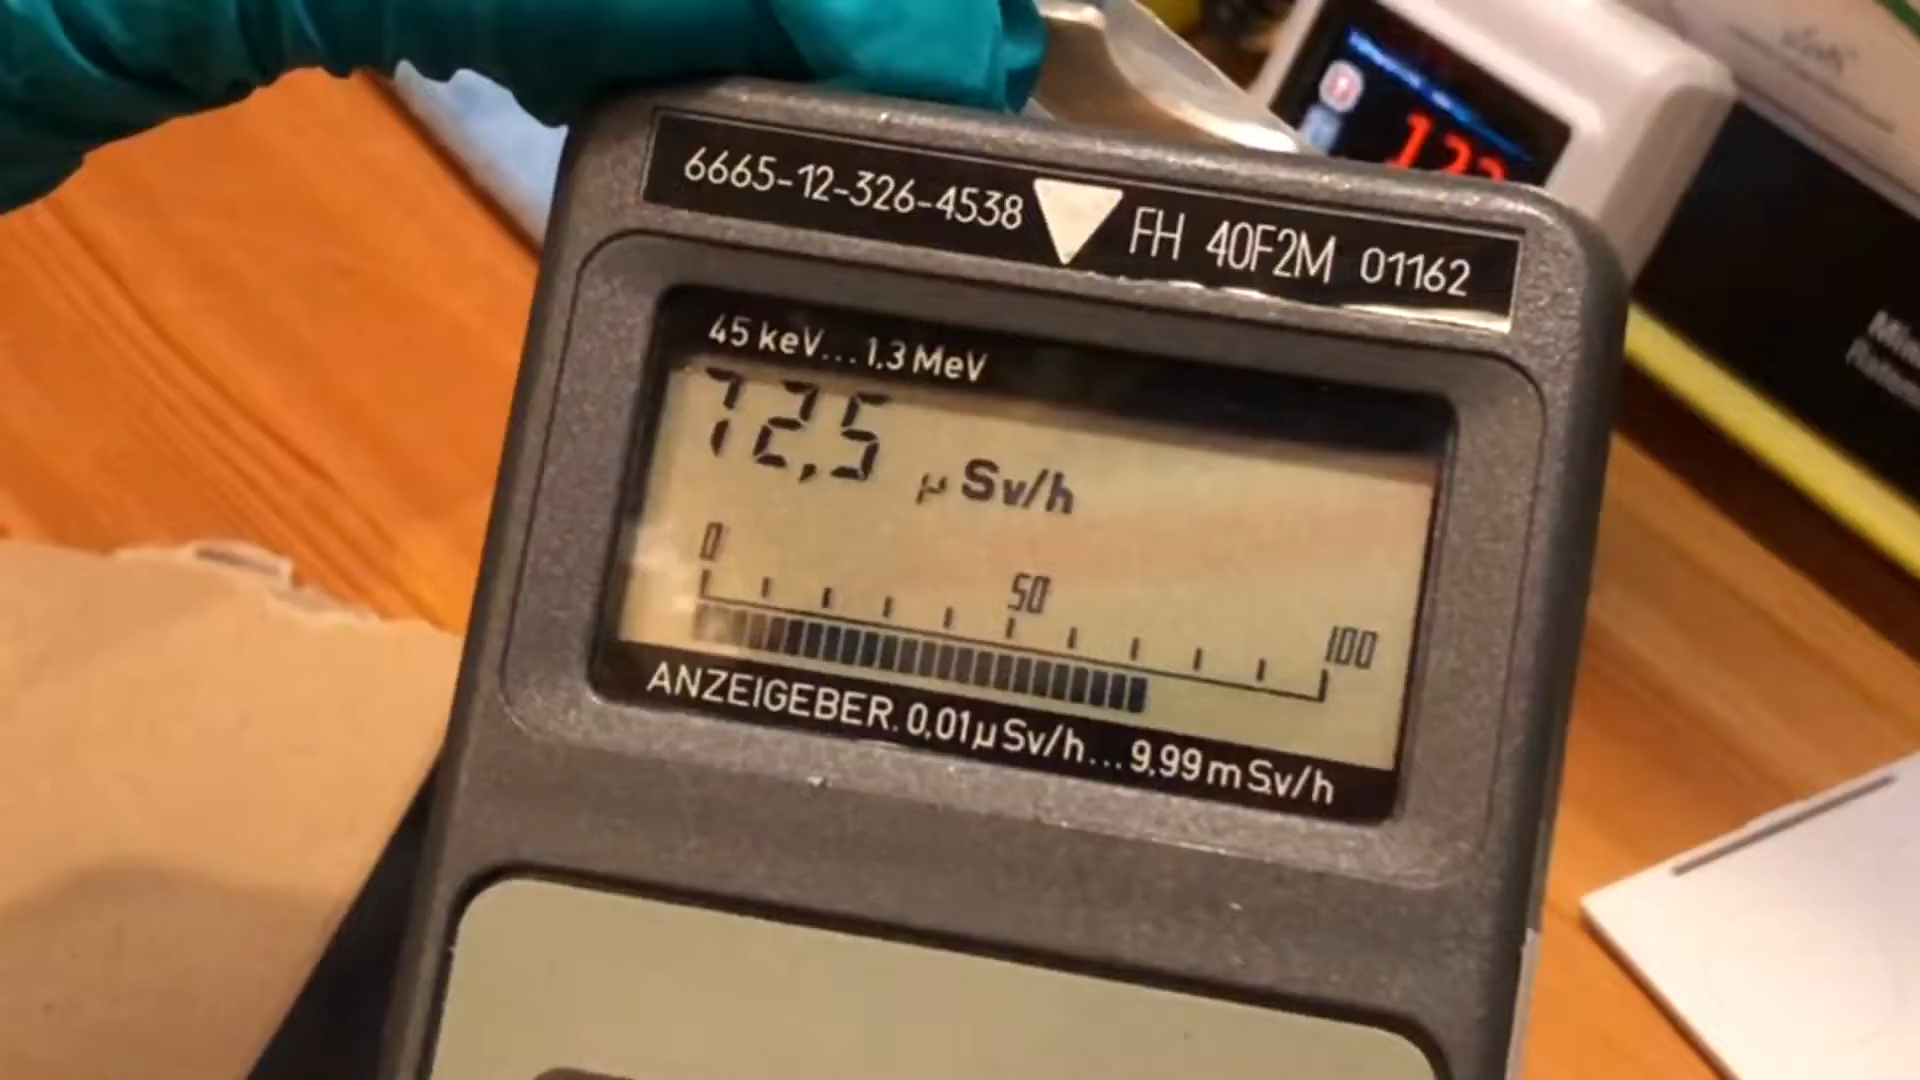 6665-12-326-4538 FH 40F2M 01162
45 keV...1.3 MeV
72,5 µSv/h
0 50 100
ANZEIGEBER. 0,01µSv/h...9,99mSv/h